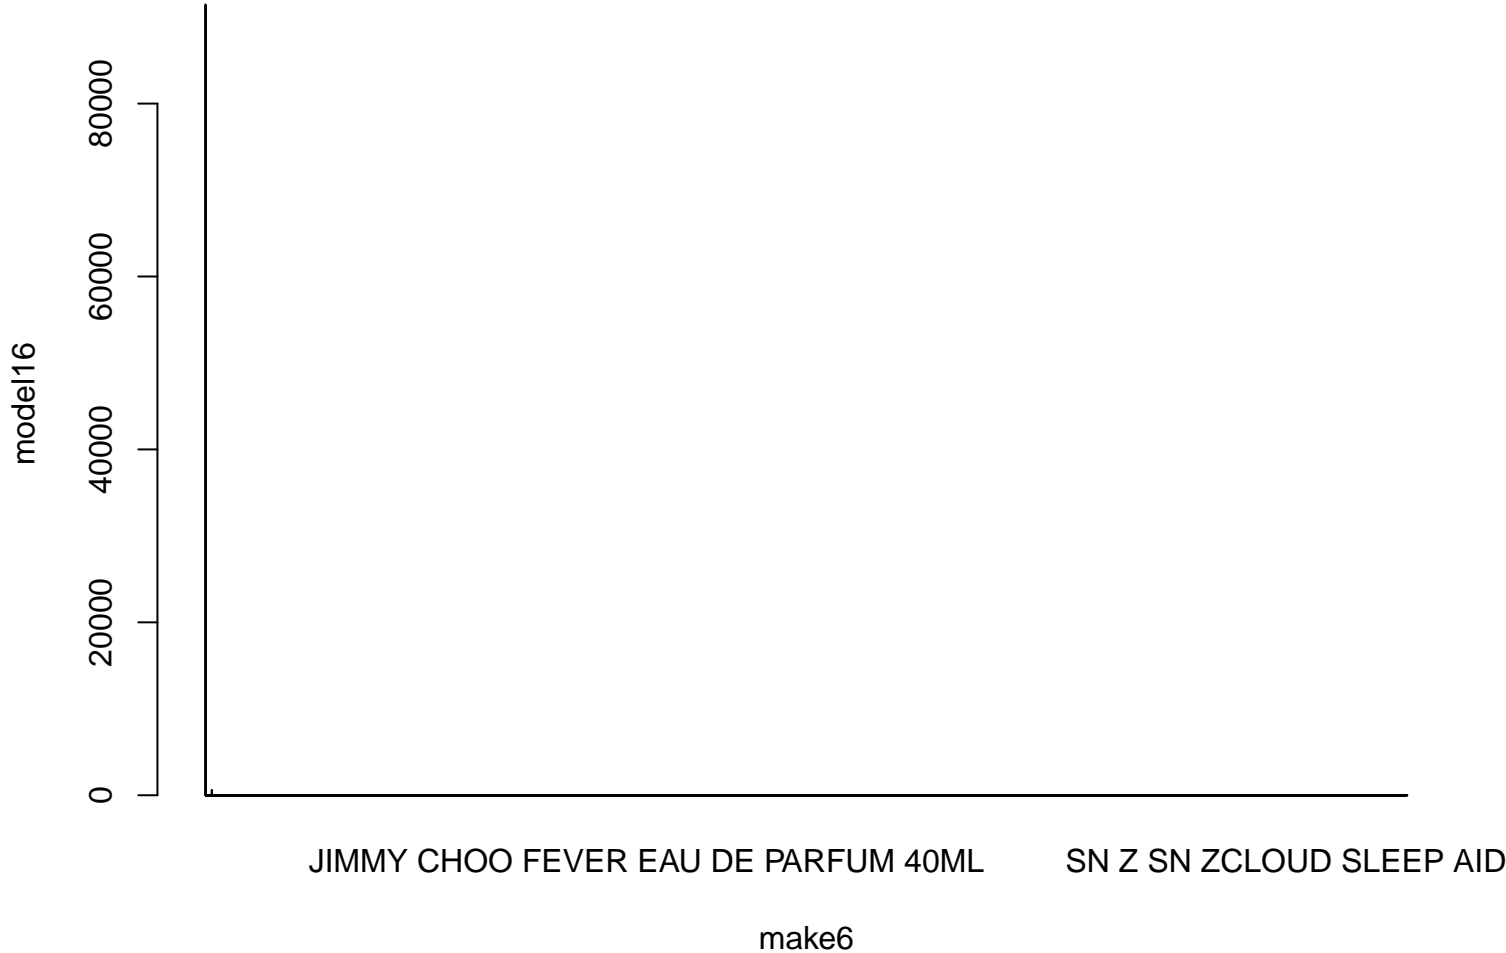 80000
60000
40000
20000
0
model16
JIMMY CHOO FEVER EAU DE PARFUM 40ML
SN Z SN ZCLOUD SLEEP AID
make6